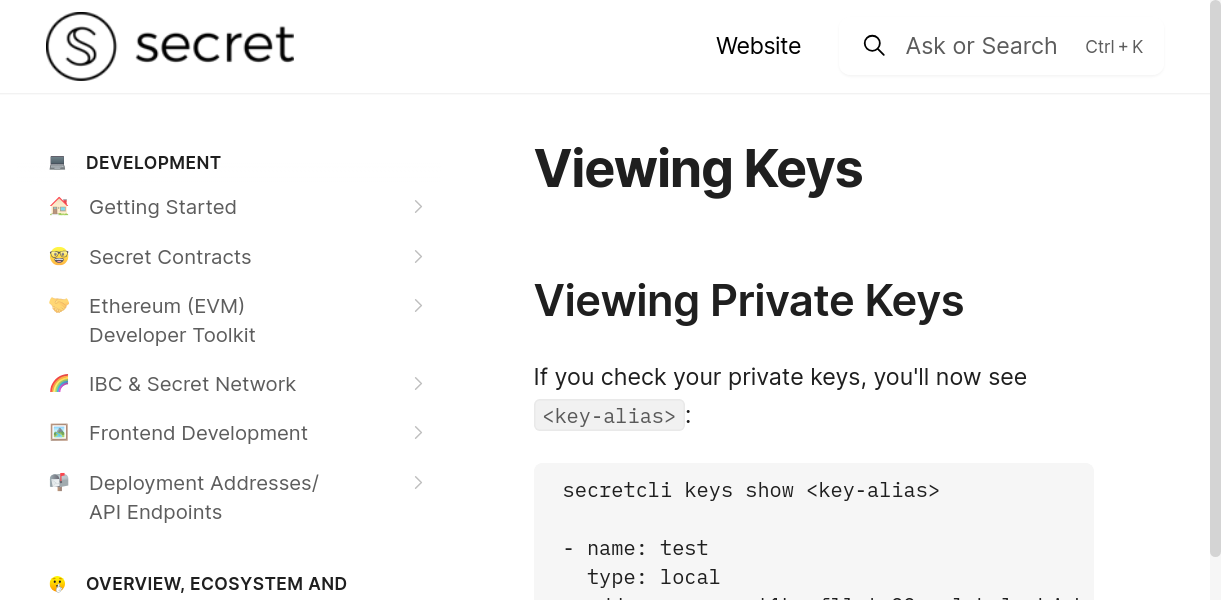 secret
Website
Ask or Search
Ctrl + K
DEVELOPMENT
Getting Started
Secret Contracts
Ethereum (EVM)
Developer Toolkit
IBC & Secret Network
Frontend Development
Deployment Addresses/
API Endpoints
OVERVIEW, ECOSYSTEM AND
Viewing Keys
Viewing Private Keys
If you check your private keys, you'll now see
<key-alias>:
secretcli keys show <key-alias>
- name: test
type: local